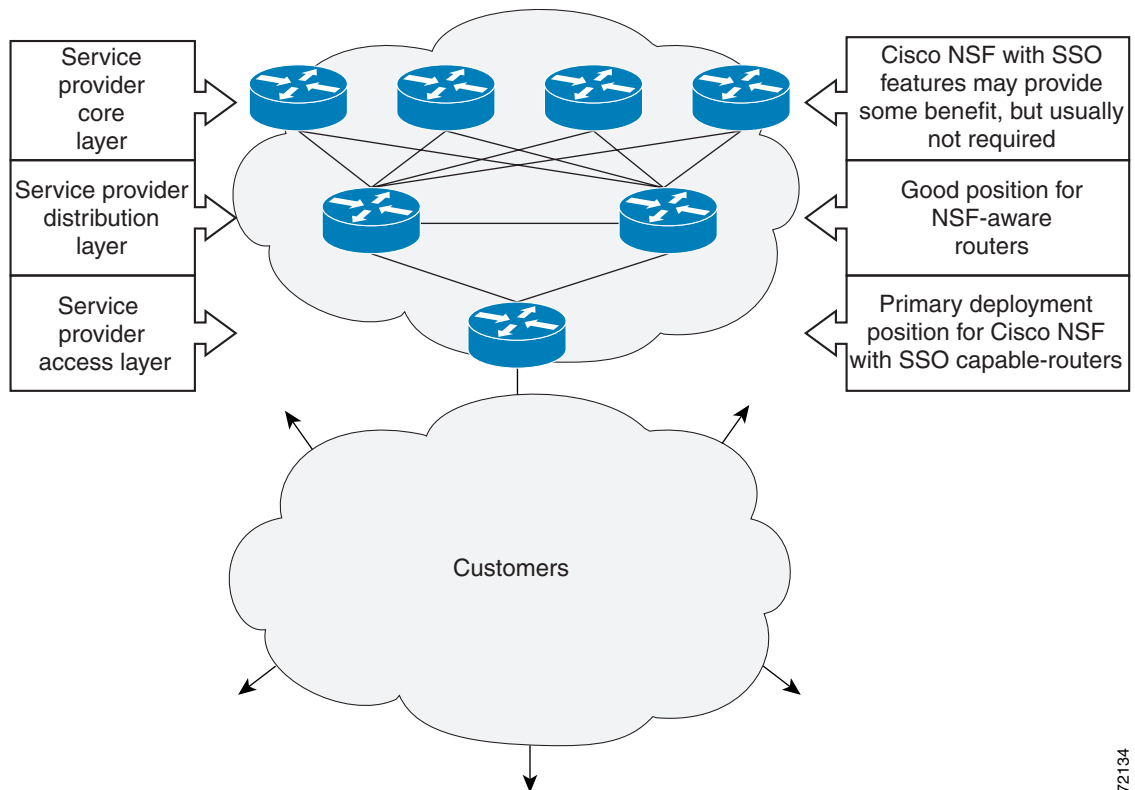 Service
provider
core
layer
Cisco NSF with SSO
features may provide
some benefit, but usually
not required
Service provider
distribution
layer
Good position for
NSF-aware
routers
Service
provider
access layer
Primary deployment
position for Cisco NSF
with SSO capable-routers
Customers
72134